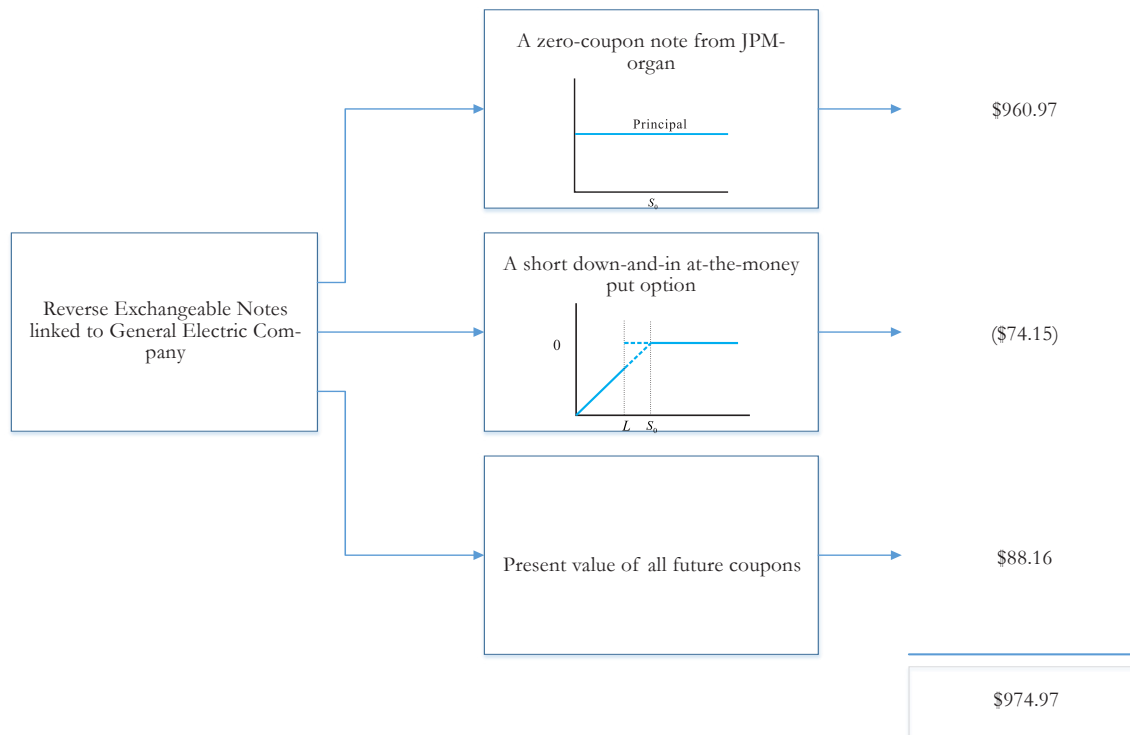 A zero-coupon note from JPM-
organ
Principal
S₀
$960.97
Reverse Exchangeable Notes
linked to General Electric Com-
pany
A short down-and-in at-the-money
put option
0
L S₀
($74.15)
Present value of all future coupons
$88.16
$974.97